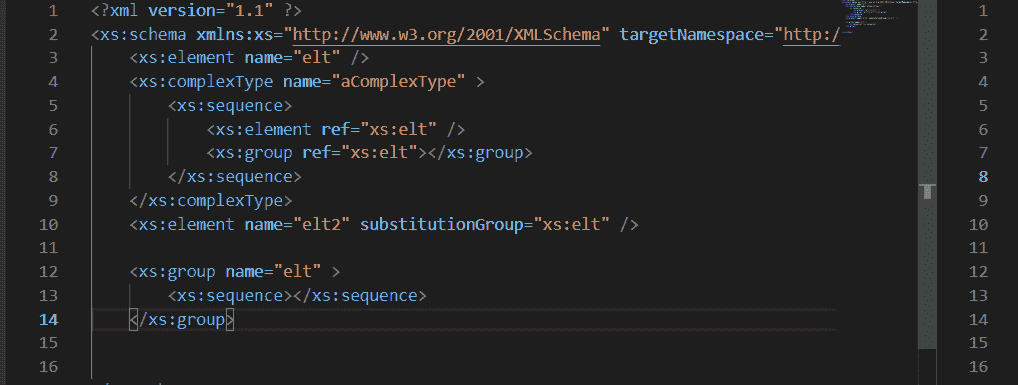 1 <?xml version="1.1" ?>
2 <xs:schema xmlns:xs="http://www.w3.org/2001/XMLSchema" targetNamespace="http:/
3 <xs:element name="elt" />
4 <xs:complexType name="aComplexType" >
5 <xs:sequence>
6 <xs:element ref="xs:elt" />
7 <xs:group ref="xs:elt"></xs:group>
8 </xs:sequence>
9 </xs:complexType>
10 <xs:element name="elt2" substitutionGroup="xs:elt" />
11
12 <xs:group name="elt" >
13 <xs:sequence></xs:sequence>
14 </xs:group>
15
16
1
2
3
4
5
6
7
8
9
10
11
12
13
14
15
16